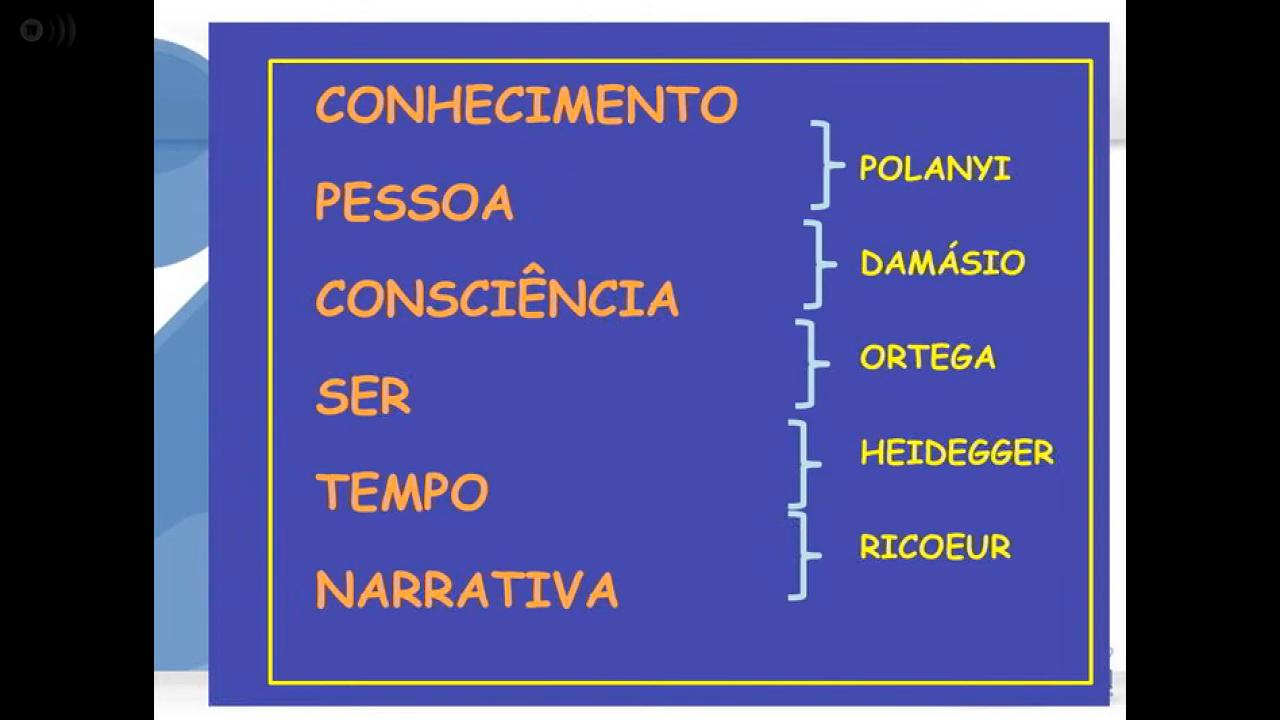 CONHECIMENTO
POLANYI
PESSOA
DAMÁSIO
CONSCIÊNCIA
ORTEGA
SER
HEIDEGGER
TEMPO
RICOEUR
NARRATIVA